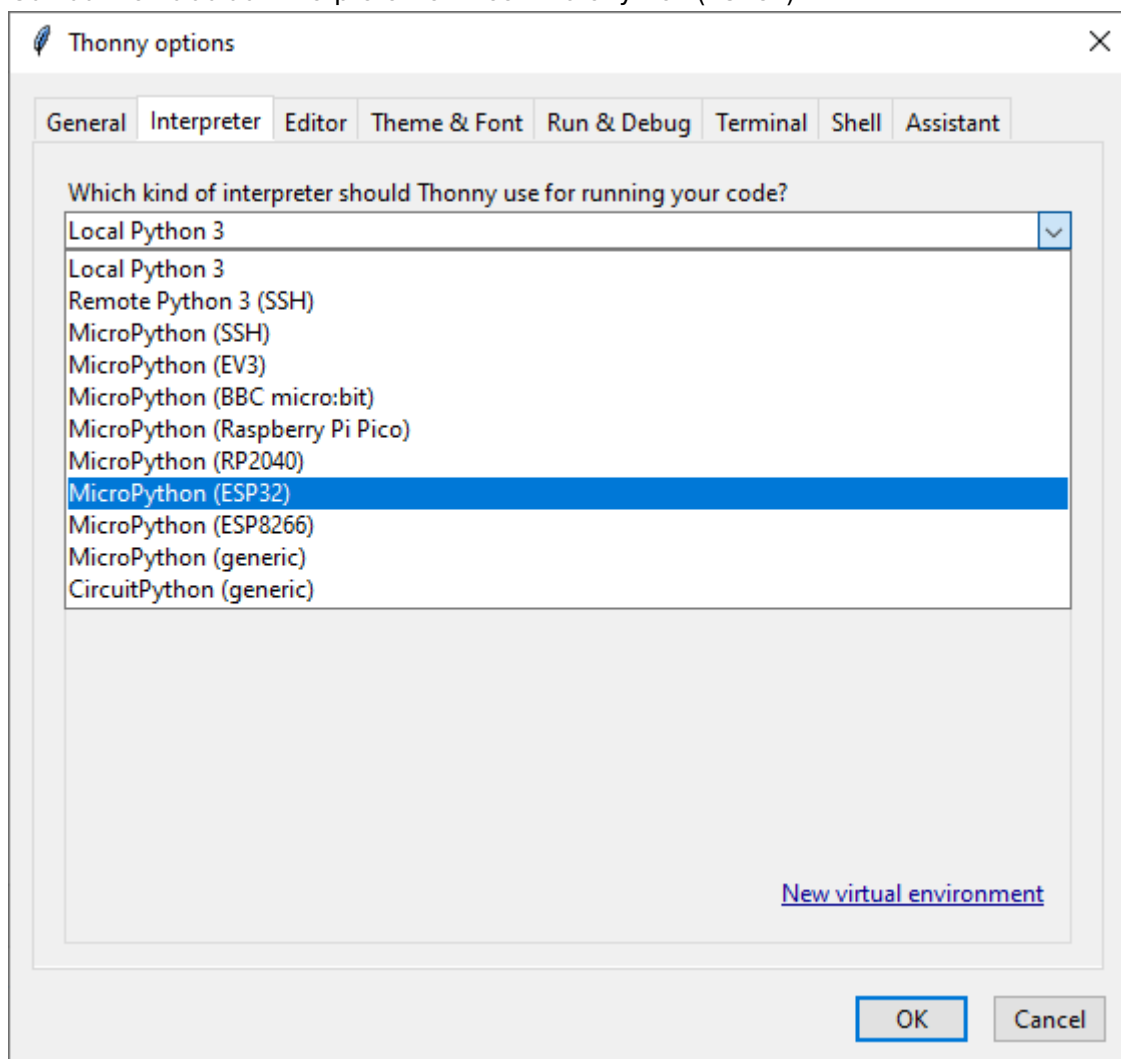 Thonny options
General Interpreter Editor Theme & Font Run & Debug Terminal Shell Assistant
Which kind of interpreter should Thonny use for running your code?
Local Python 3
Local Python 3
Remote Python 3 (SSH)
MicroPython (SSH)
MicroPython (EV3)
MicroPython (BBC micro:bit)
MicroPython (Raspberry Pi Pico)
MicroPython (RP2040)
MicroPython (ESP32)
MicroPython (ESP8266)
MicroPython (generic)
CircuitPython (generic)
New virtual environment
OK Cancel